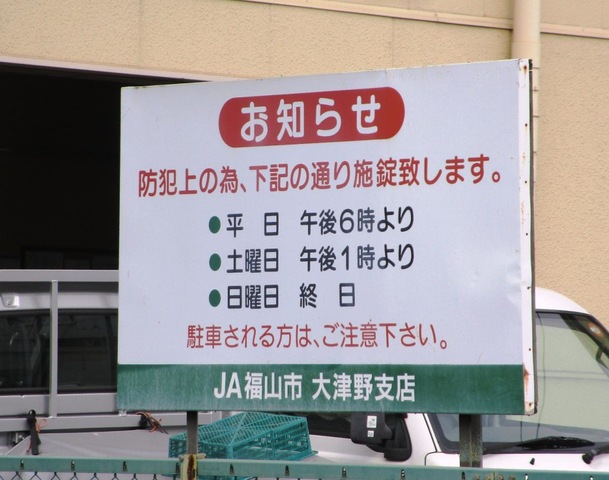 お知らせ
防犯上の為、下記の通り施錠致します。
●平　日　午後6時より
●土曜日　午後1時より
●日曜日　終　日
駐車される方は、ご注意下さい。
JA福山市 大津野支店